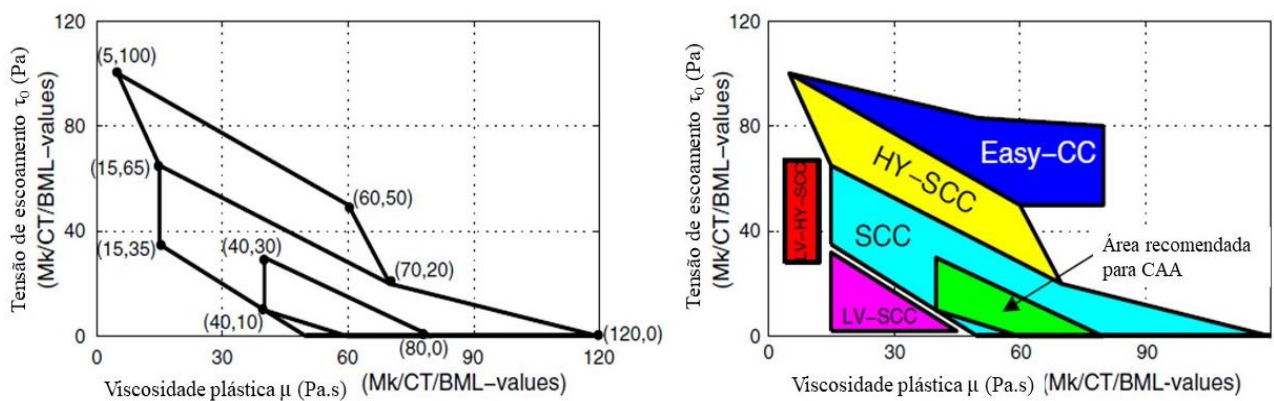 120
80
40
0
Tensão de escoamento τ₀ (Pa)
(Mk/CT/BML−values)
(5,100)
(15,65)
(60,50)
(15,35)
(40,30)
(70,20)
(40,10)
(80,0)
(120,0)
0 30 60 90 120
Viscosidade plástica μ (Pa.s) (Mk/CT/BML−values)
120
80
40
0
Tensão de escoamento τ₀ (Pa)
(Mk/CT/BML−values)
Easy−CC
HY−SCC
LV−HY−SCC
SCC
Área recomendada
para CAA
LV−SCC
0 30 60 90
Viscosidade plástica μ (Pa.s) (Mk/CT/BML−values)